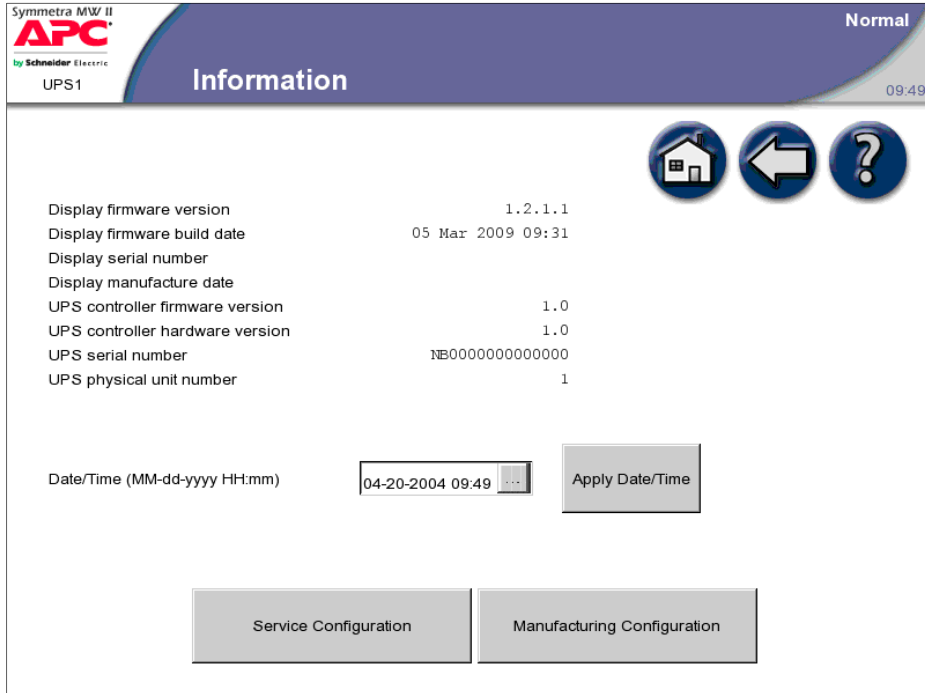 Symmetra MW II
APC
by Schneider Electric
UPS1
Information
Normal
09:49
?
Display firmware version 1.2.1.1
Display firmware build date 05 Mar 2009 09:31
Display serial number
Display manufacture date
UPS controller firmware version 1.0
UPS controller hardware version 1.0
UPS serial number NB0000000000000
UPS physical unit number 1
Date/Time (MM-dd-yyyy HH:mm) 04-20-2004 09:49 ... Apply Date/Time
Service Configuration Manufacturing Configuration